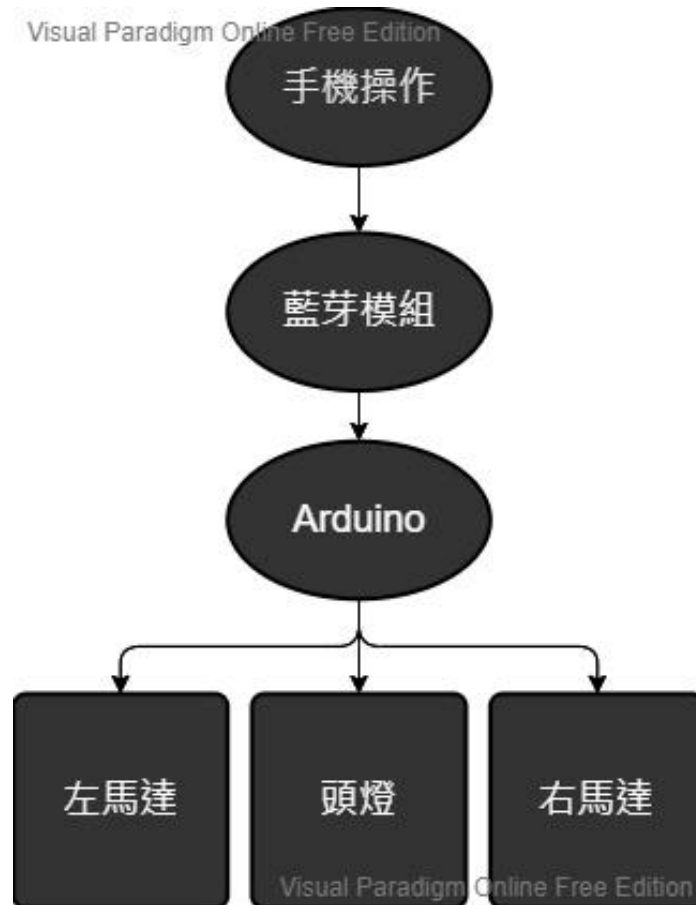 Visual Paradigm Online Free Edition
手機操作
藍芽模組
Arduino
左馬達
頭燈
右馬達
Visual Paradigm Online Free Edition